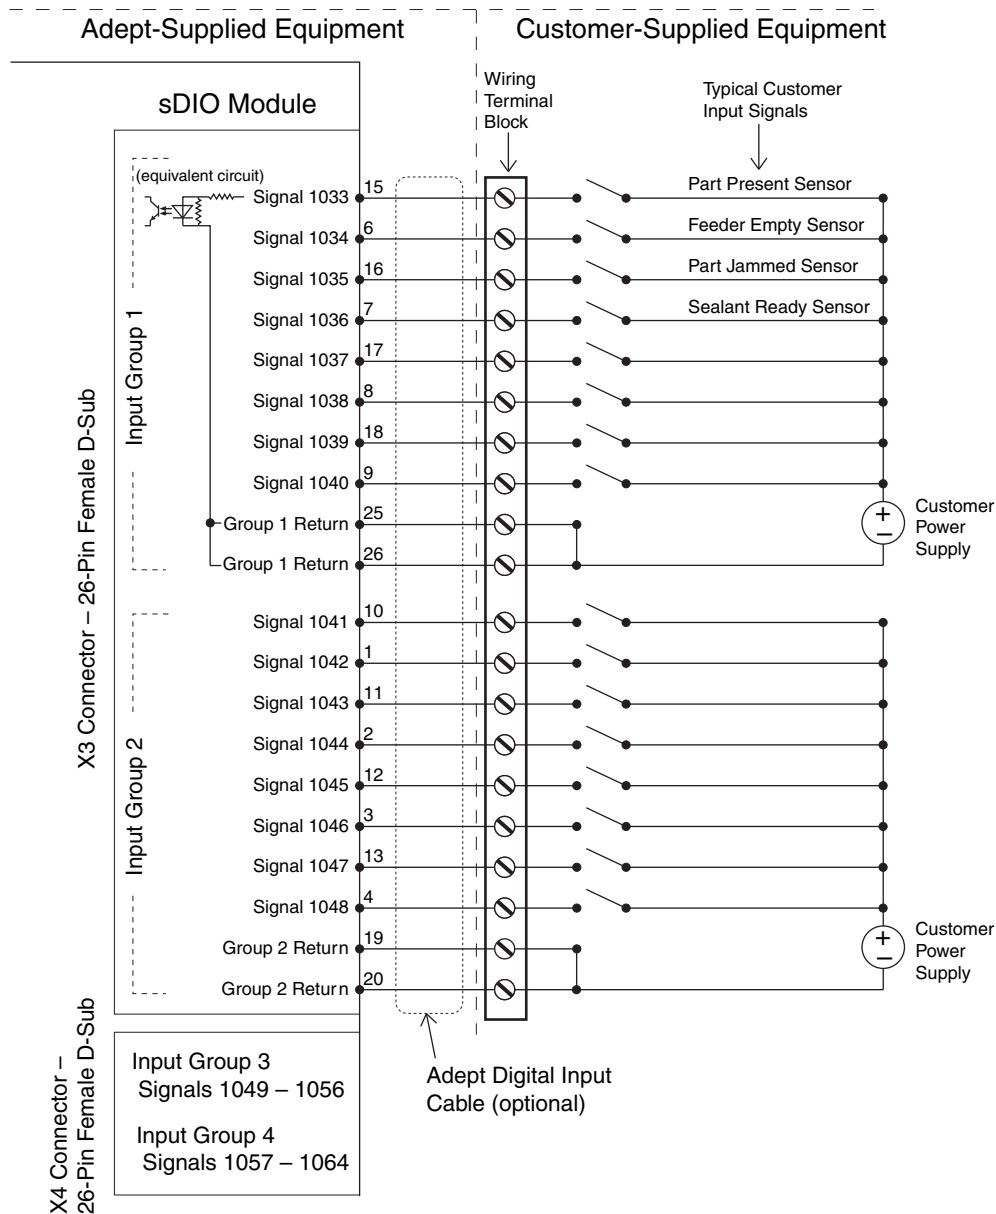 Adept-Supplied Equipment
Customer-Supplied Equipment
sDIO Module
Wiring
Terminal
Block
Typical Customer
Input Signals
(equivalent circuit)
X3 Connector – 26-Pin Female D-Sub
Input Group 1
Signal 1033 15 Part Present Sensor
Signal 1034 6 Feeder Empty Sensor
Signal 1035 16 Part Jammed Sensor
Signal 1036 7 Sealant Ready Sensor
Signal 1037 17
Signal 1038 8
Signal 1039 18
Signal 1040 9
Group 1 Return 25
Group 1 Return 26
+
–
Customer
Power
Supply
Input Group 2
Signal 1041 10
Signal 1042 1
Signal 1043 11
Signal 1044 2
Signal 1045 12
Signal 1046 3
Signal 1047 13
Signal 1048 4
Group 2 Return 19
Group 2 Return 20
+
–
Customer
Power
Supply
X4 Connector –
26-Pin Female D-Sub
Input Group 3
Signals 1049 – 1056
Input Group 4
Signals 1057 – 1064
Adept Digital Input
Cable (optional)